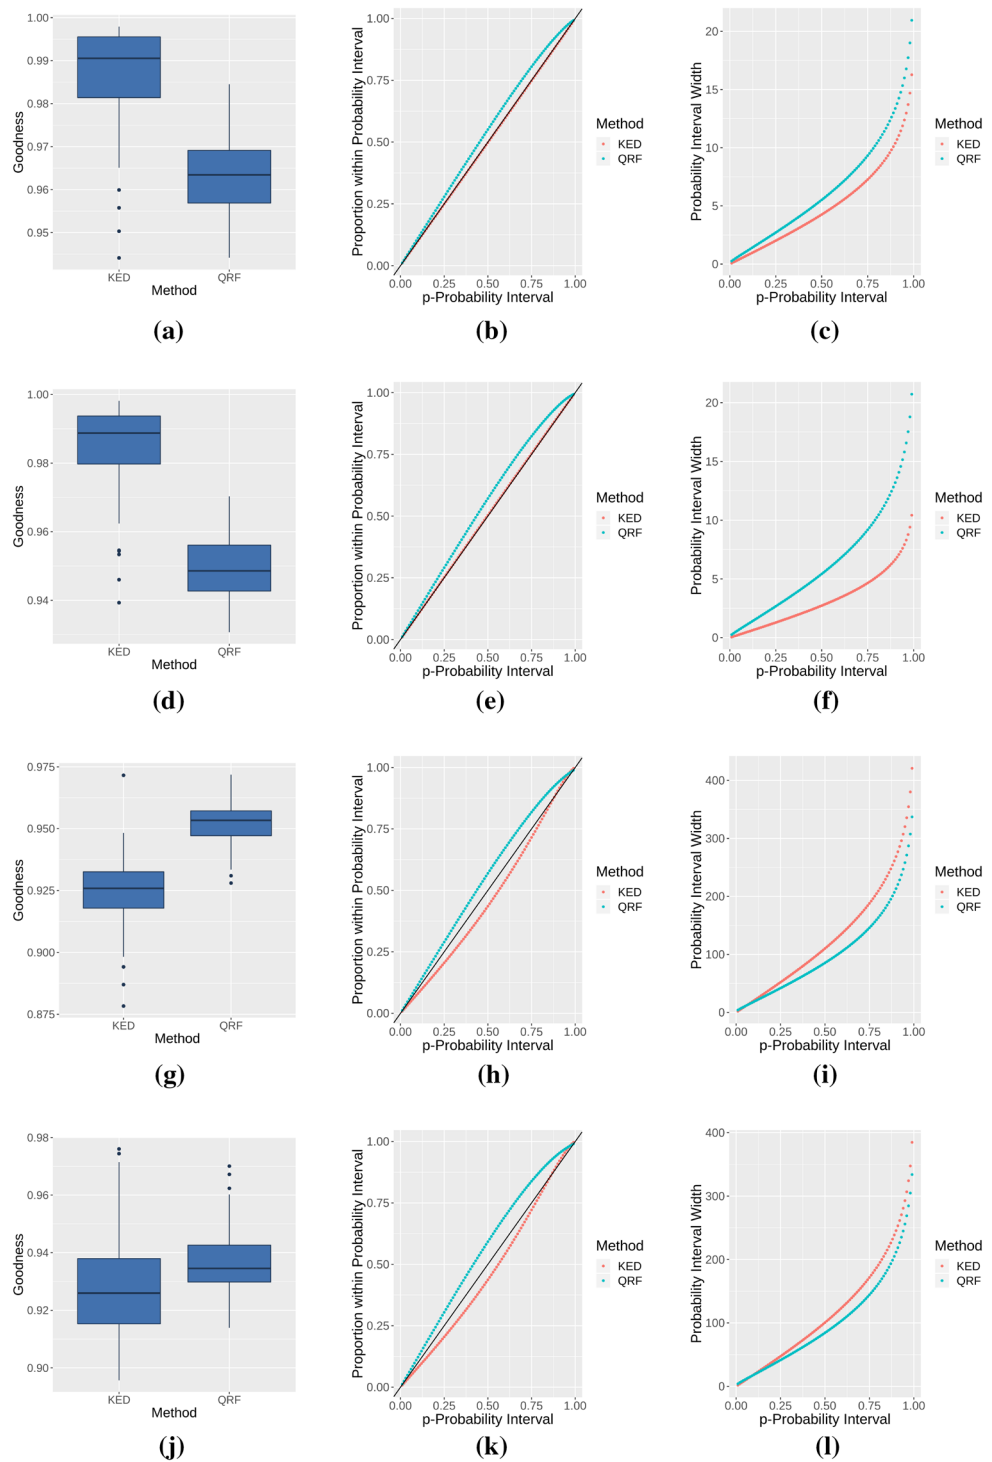 1.00
0.99
0.98
0.97
0.96
0.95
Goodness
KED QRF
Method
(a)
1.00
0.75
0.50
0.25
0.00
Proportion within Probability Interval
0.00 0.25 0.50 0.75 1.00
p-Probability Interval
Method
KED
QRF
(b)
20
15
10
5
0
Probability Interval Width
0.00 0.25 0.50 0.75 1.00
p-Probability Interval
Method
KED
QRF
(c)
1.00
0.98
0.96
0.94
Goodness
KED QRF
Method
(d)
1.00
0.75
0.50
0.25
0.00
Proportion within Probability Interval
0.00 0.25 0.50 0.75 1.00
p-Probability Interval
Method
KED
QRF
(e)
20
15
10
5
0
Probability Interval Width
0.00 0.25 0.50 0.75 1.00
p-Probability Interval
Method
KED
QRF
(f)
0.975
0.950
0.925
0.900
0.875
Goodness
KED QRF
Method
(g)
1.00
0.75
0.50
0.25
0.00
Proportion within Probability Interval
0.00 0.25 0.50 0.75 1.00
p-Probability Interval
Method
KED
QRF
(h)
400
300
200
100
0
Probability Interval Width
0.00 0.25 0.50 0.75 1.00
p-Probability Interval
Method
KED
QRF
(i)
0.98
0.96
0.94
0.92
0.90
Goodness
KED QRF
Method
(j)
1.00
0.75
0.50
0.25
0.00
Proportion within Probability Interval
0.00 0.25 0.50 0.75 1.00
p-Probability Interval
Method
KED
QRF
(k)
400
300
200
100
0
Probability Interval Width
0.00 0.25 0.50 0.75 1.00
p-Probability Interval
Method
KED
QRF
(l)